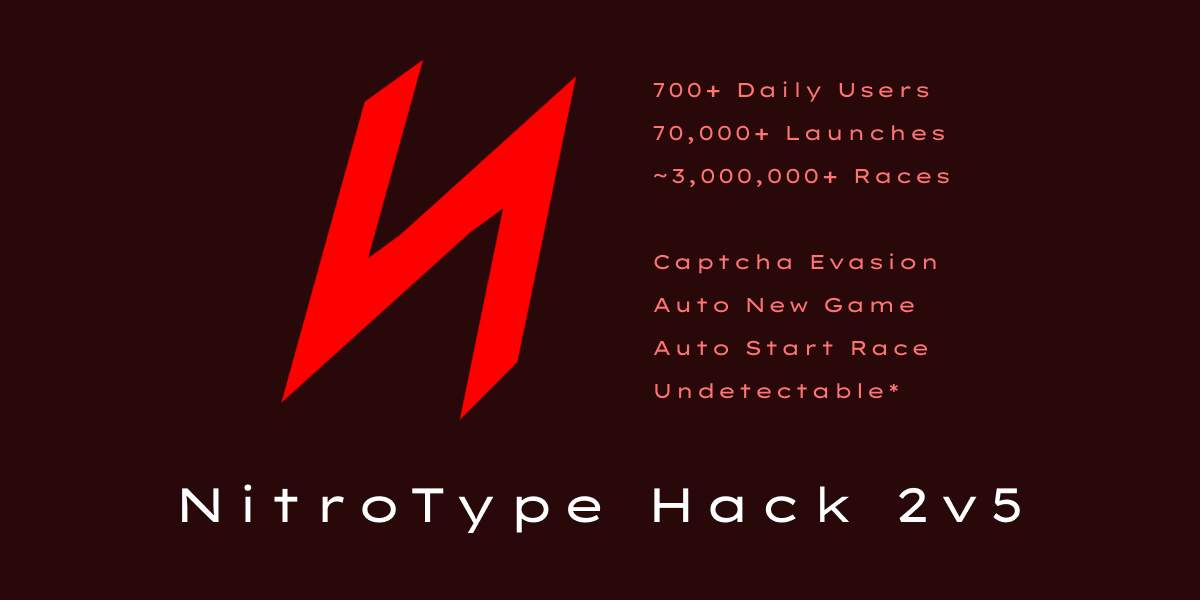 700+ Daily Users
70,000+ Launches
~3,000,000+ Races
Captcha Evasion
Auto New Game
Auto Start Race
Undetectable*
NitroType Hack 2v5